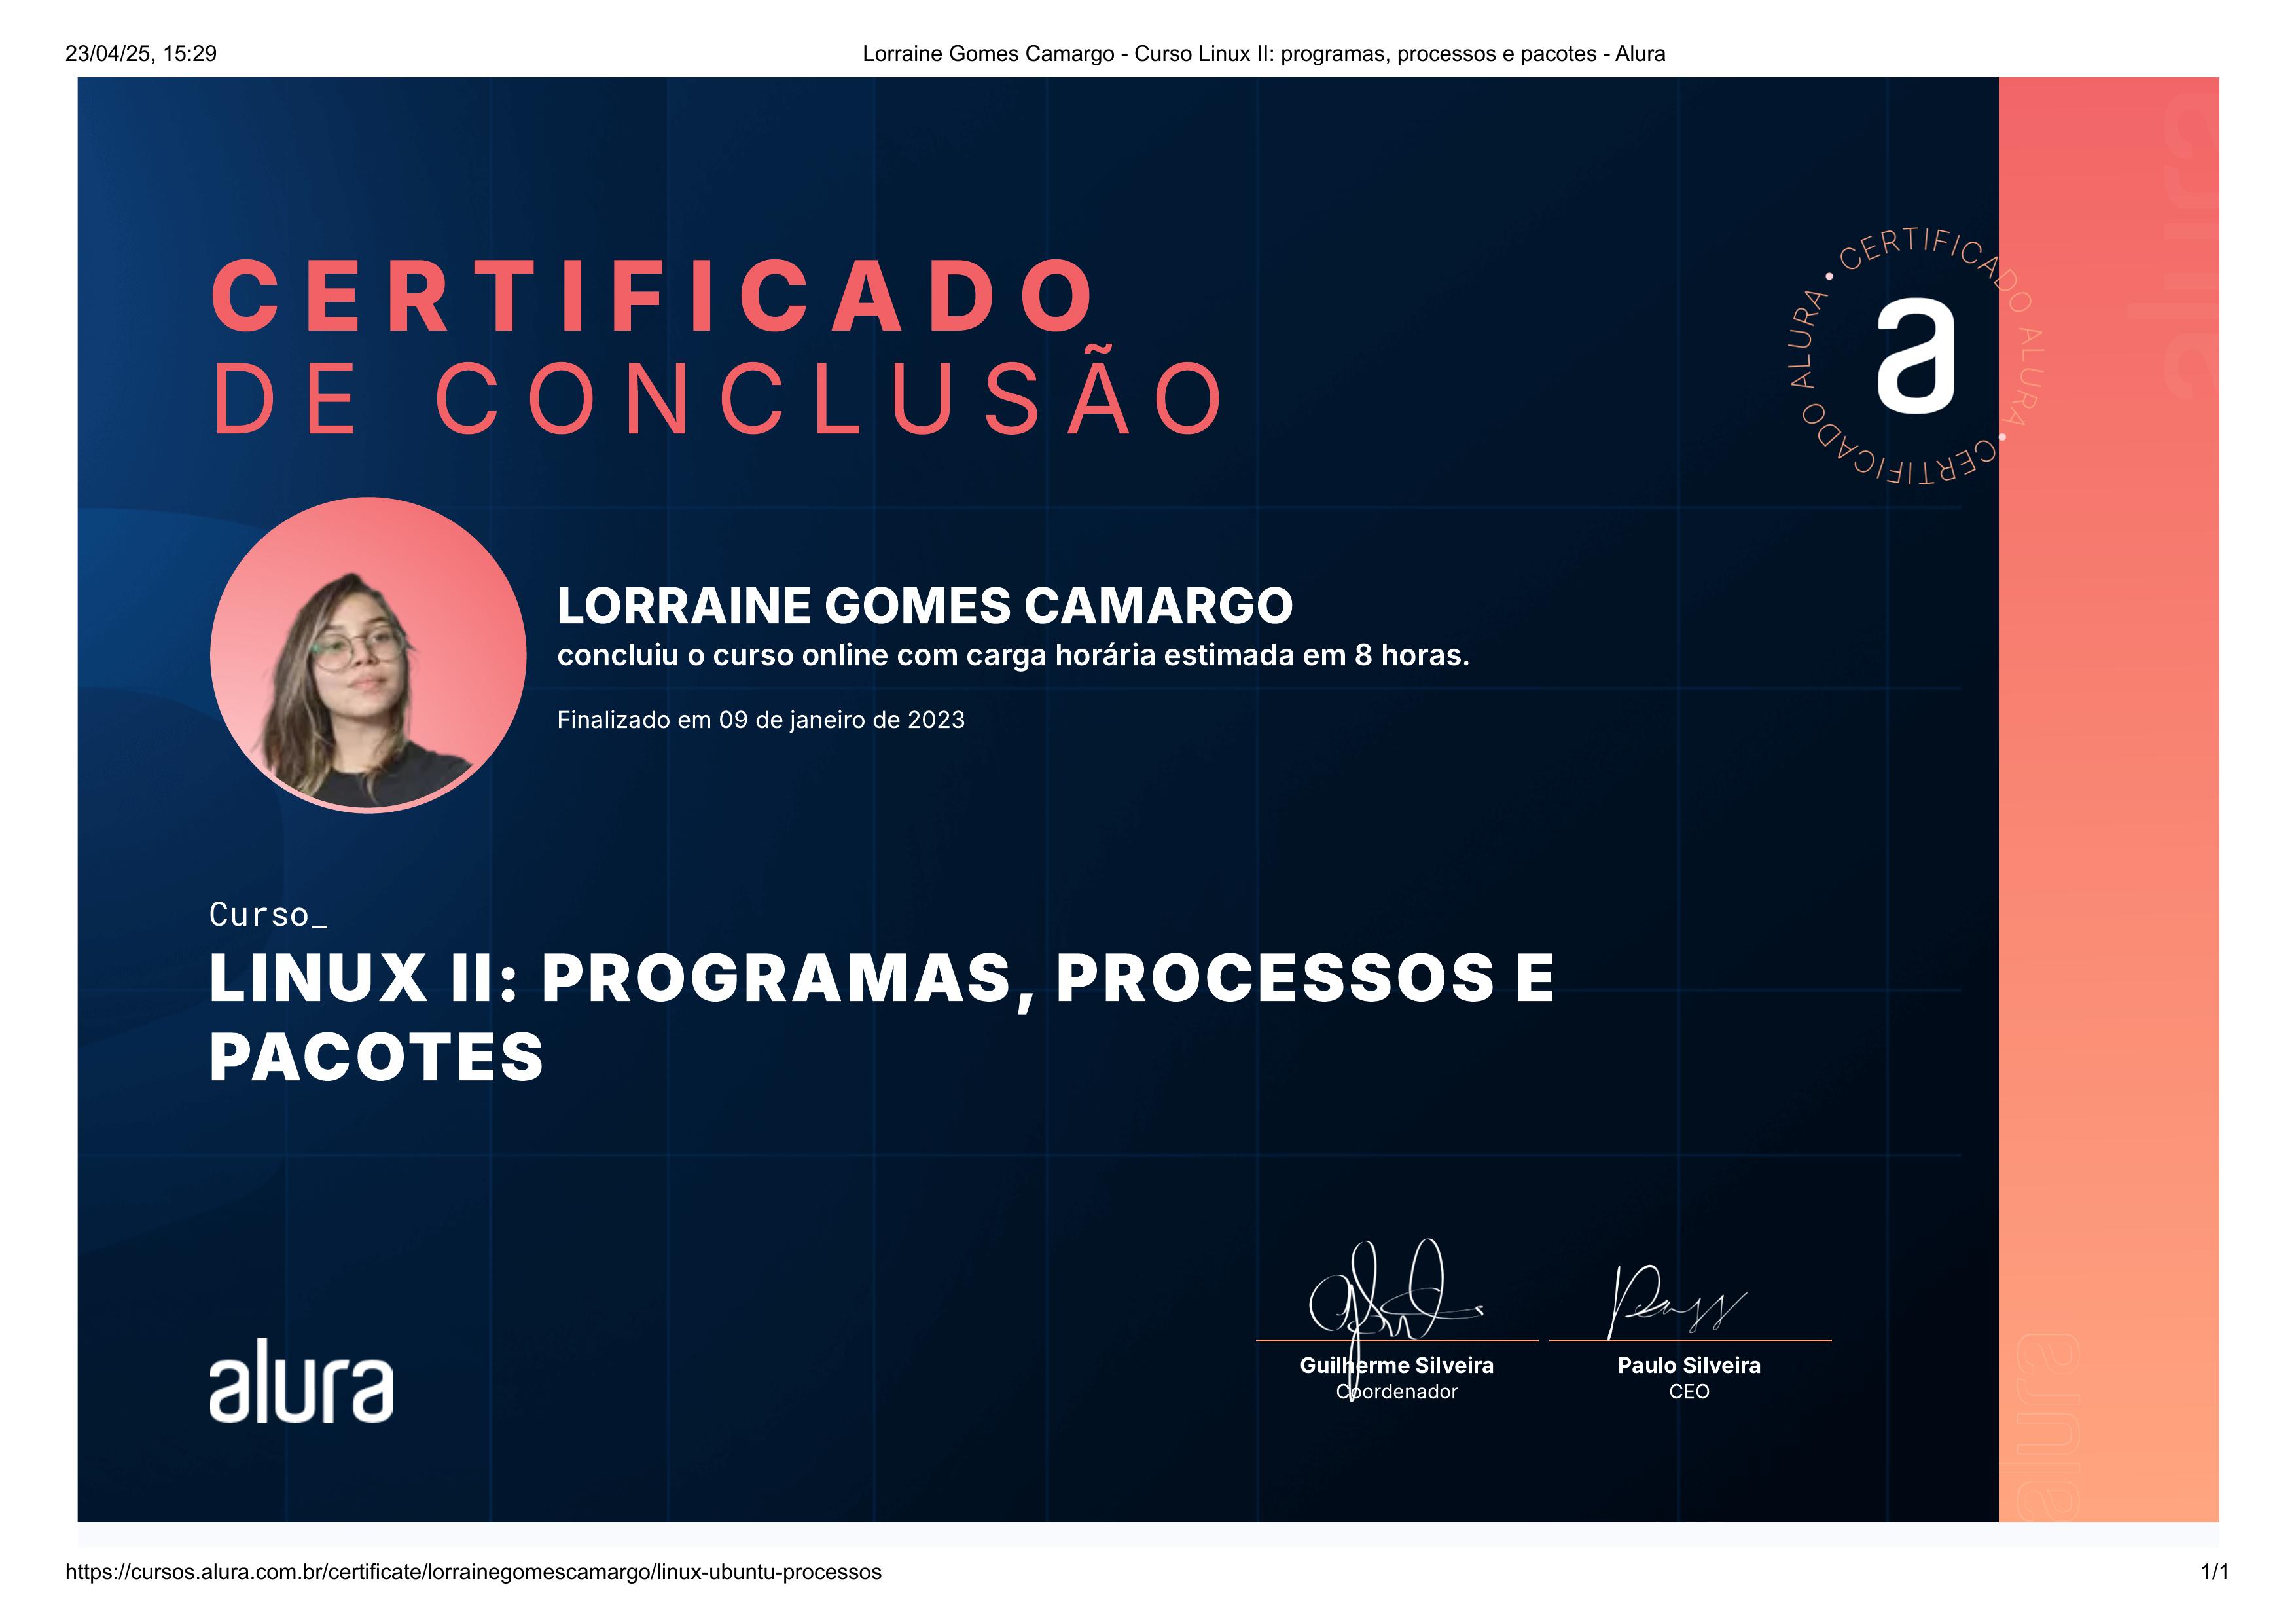 23/04/25, 15:29
Lorraine Gomes Camargo - Curso Linux II: programas, processos e pacotes - Alura
alura
CERTIFICADO
DE CONCLUSÃO
CERTIFICADO ALURA • CERTIFICADO ALURA •
a
LORRAINE GOMES CAMARGO
concluiu o curso online com carga horária estimada em 8 horas.
Finalizado em 09 de janeiro de 2023
Curso_
LINUX II: PROGRAMAS, PROCESSOS E
PACOTES
alura
Guilherme Silveira
Coordenador
Paulo Silveira
CEO
alura
https://cursos.alura.com.br/certificate/lorrainegomescamargo/linux-ubuntu-processos
1/1